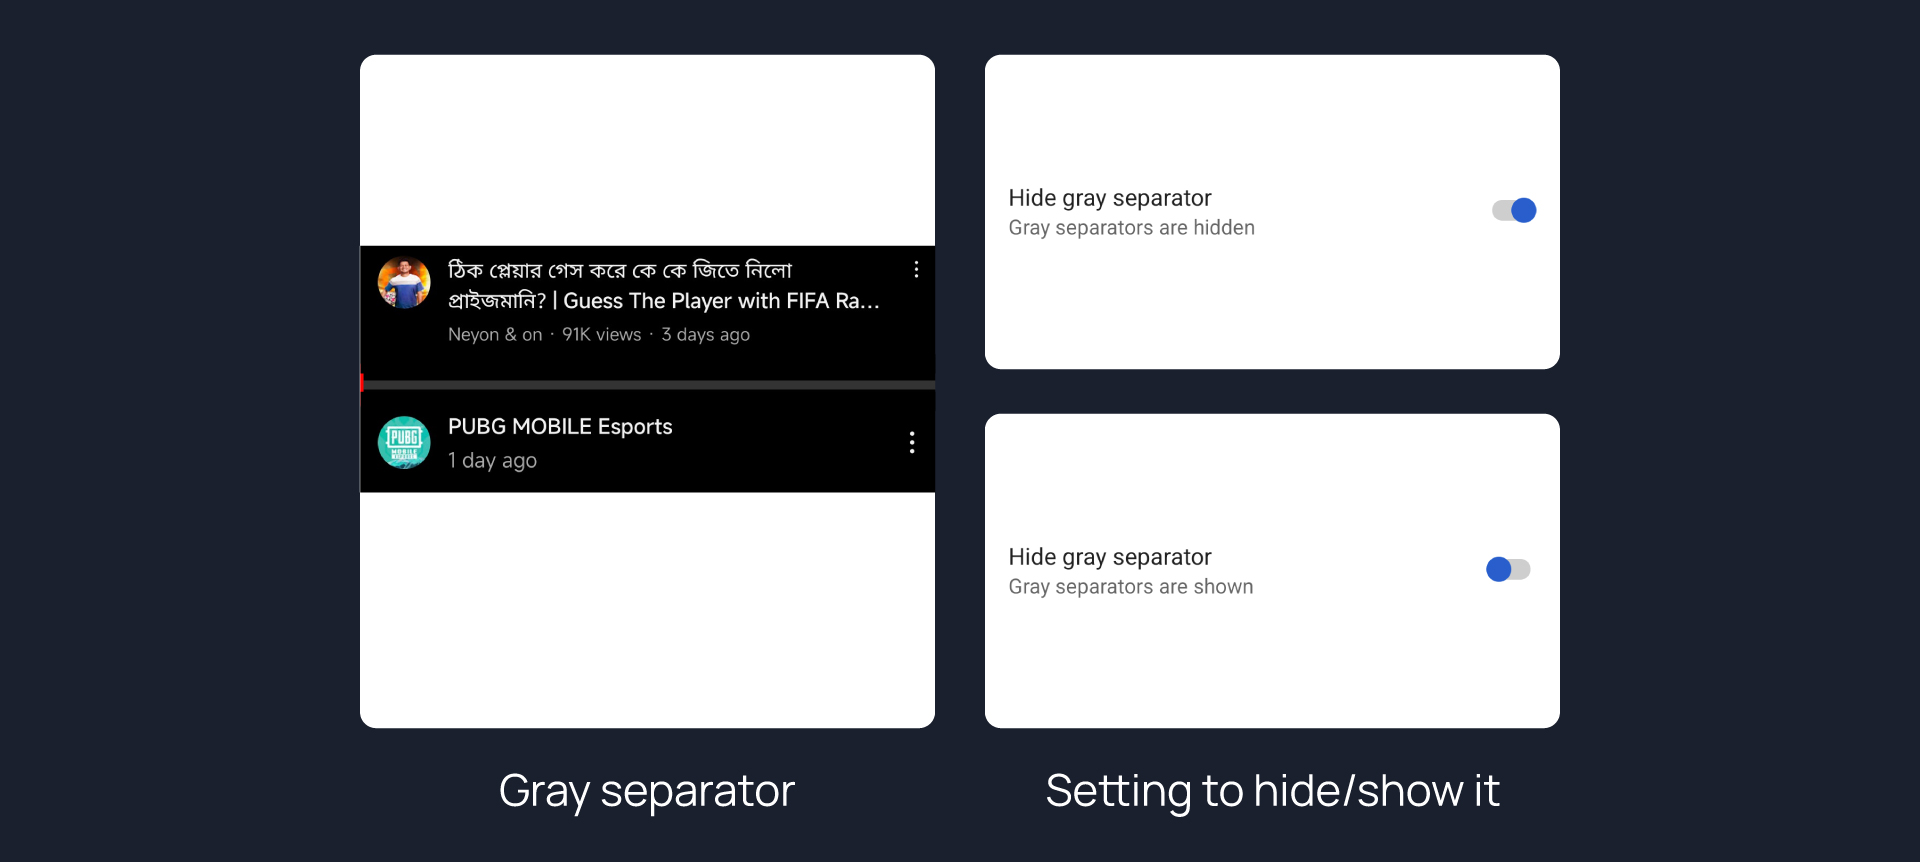 ঠিক প্লেয়ার গেস করে কে কে জিতে নিলো
প্রাইজমানি? | Guess The Player with FIFA Ra...
Neyon & on · 91K views · 3 days ago
PUBG
MOBILE
PUBG MOBILE Esports
1 day ago
Hide gray separator
Gray separators are hidden
Hide gray separator
Gray separators are shown
Gray separator
Setting to hide/show it